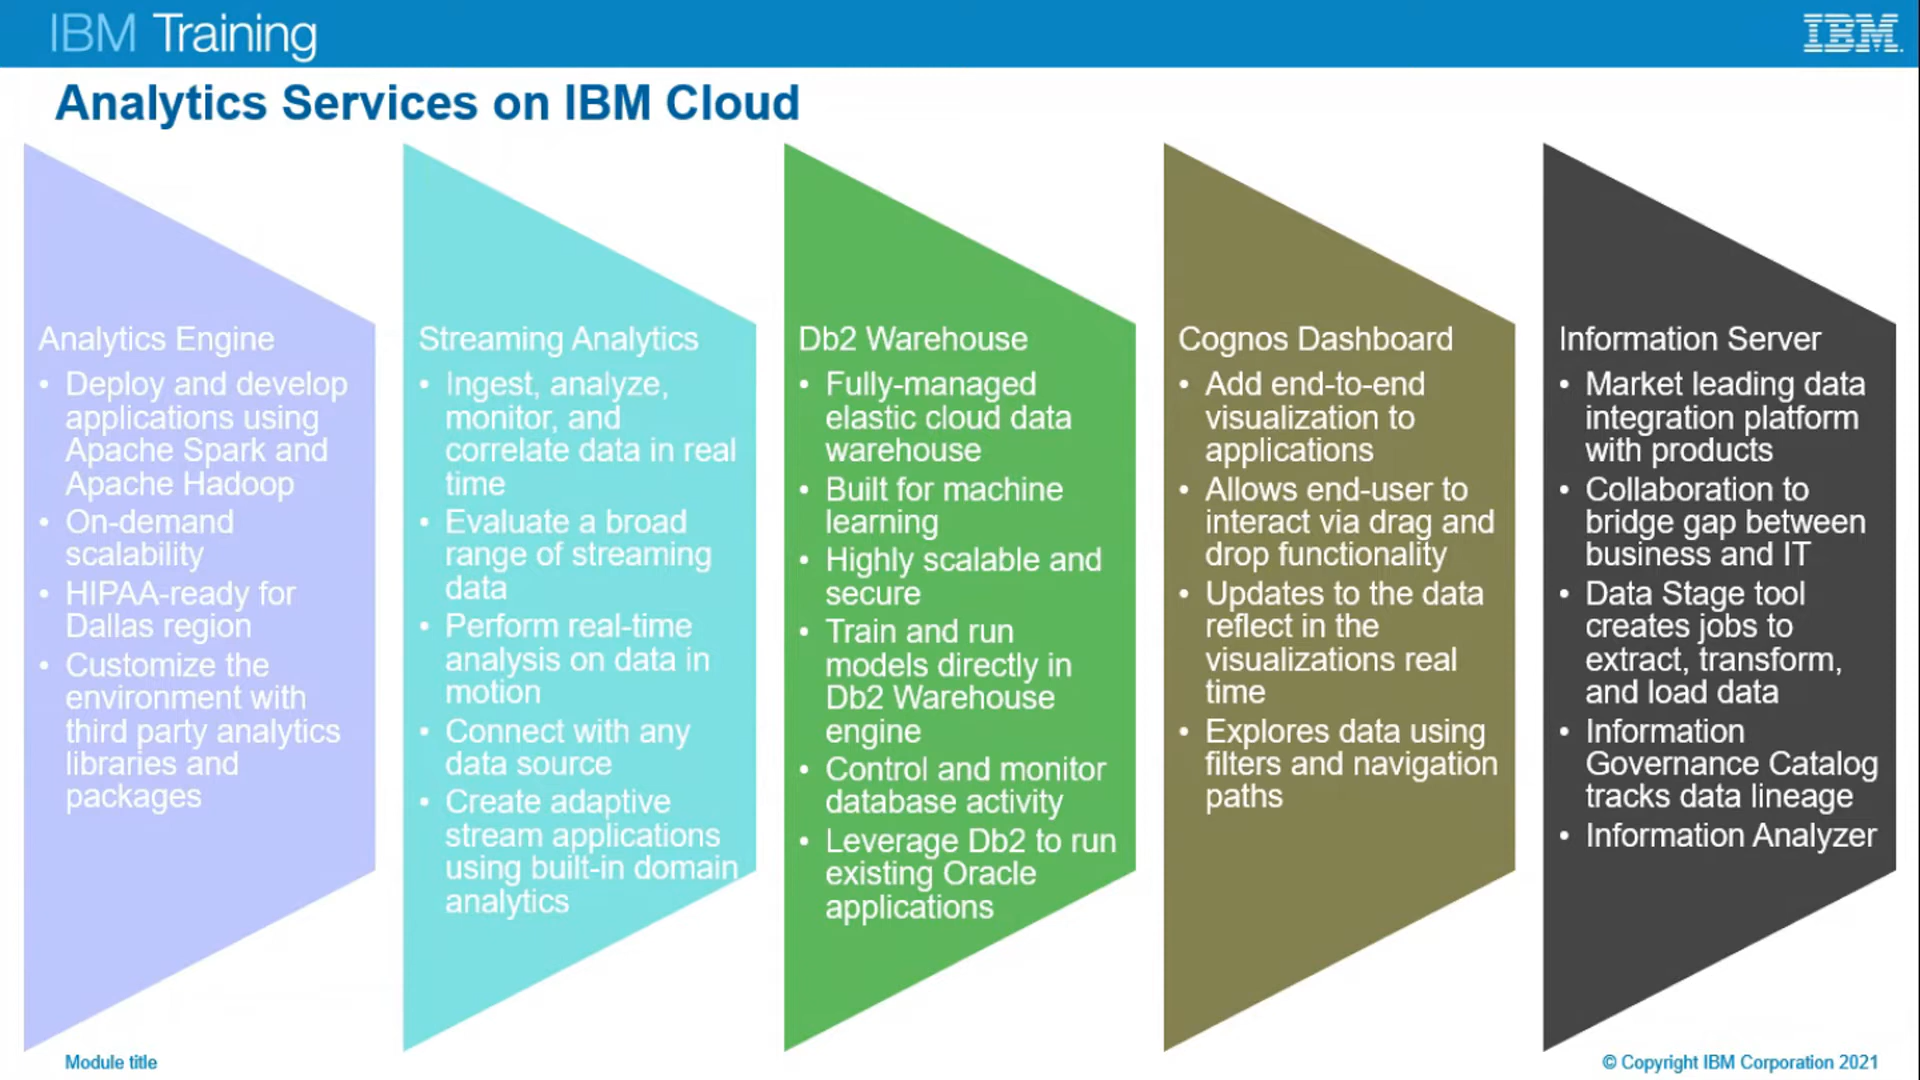 IBM Training
IBM
Analytics Services on IBM Cloud
Analytics Engine
• Deploy and develop
applications using
Apache Spark and
Apache Hadoop
• On-demand
scalability
• HIPAA-ready for
Dallas region
• Customize the
environment with
third party analytics
libraries and
packages
Streaming Analytics
• Ingest, analyze,
monitor, and
correlate data in real
time
• Evaluate a broad
range of streaming
data
• Perform real-time
analysis on data in
motion
• Connect with any
data source
• Create adaptive
stream applications
using built-in domain
analytics
Db2 Warehouse
• Fully-managed
elastic cloud data
warehouse
• Built for machine
learning
• Highly scalable and
secure
• Train and run
models directly in
Db2 Warehouse
engine
• Control and monitor
database activity
• Leverage Db2 to run
existing Oracle
applications
Cognos Dashboard
• Add end-to-end
visualization to
applications
• Allows end-user to
interact via drag and
drop functionality
• Updates to the data
reflect in the
visualizations real
time
• Explores data using
filters and navigation
paths
Information Server
• Market leading data
integration platform
with products
• Collaboration to
bridge gap between
business and IT
• Data Stage tool
creates jobs to
extract, transform,
and load data
• Information
Governance Catalog
tracks data lineage
• Information Analyzer
Module title
© Copyright IBM Corporation 2021